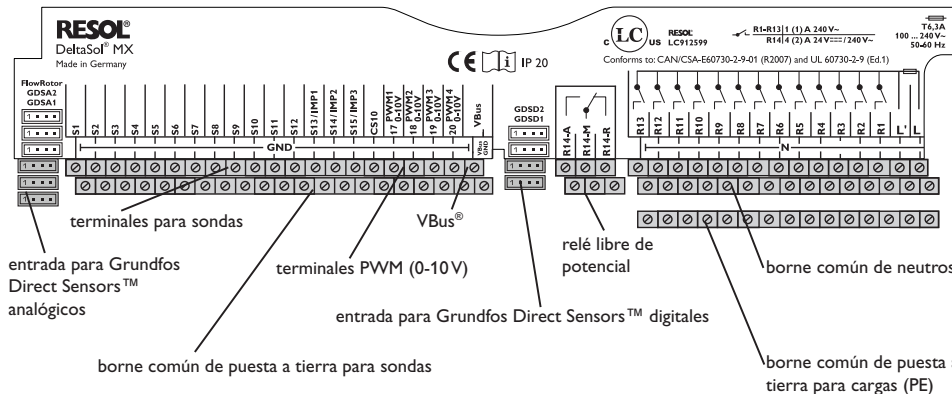 RESOL®
DeltaSol® MX
Made in Germany
CE i IP 20
c LC US RESOL LC912599
R1-R13 1 (1) A 240 V~
R14 4 (2) A 24 V⎓/240 V~
T6,3A
100 ... 240 V~
50-60 Hz
Conforms to: CAN/CSA-E60730-2-9-01 (R2007) and UL 60730-2-9 (Ed.1)
FlowRotor
GDSA2
GDSA1
S1
S2
S3
S4
S5
S6
S7
S8
S9
S10
S11
S12
S13/IMP1
S14/IMP2
S15/IMP3
CS10
PWM1
17 0-10V
PWM2
18 0-10V
PWM3
19 0-10V
PWM4
20 0-10V
VBus
GND
VBus
GND
GDSD2
GDSD1
R14-A
R14-M
R14-R
R13
R12
R11
R10
R9
R8
R7
R6
R5
R4
R3
R2
R1
L'
L
N
terminales para sondas
VBus®
entrada para Grundfos
Direct Sensors™
analógicos
terminales PWM (0-10 V)
relé libre de
potencial
borne común de neutros
entrada para Grundfos Direct Sensors™ digitales
borne común de puesta a tierra para sondas
borne común de puesta a
tierra para cargas (PE)